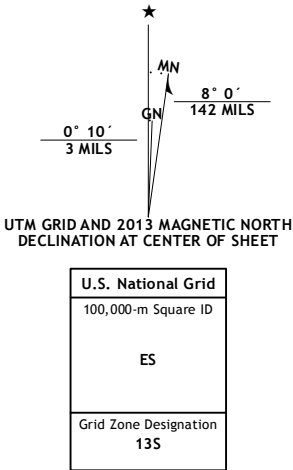 ★
MN
GN
8° 0´
142 MILS
0° 10´
3 MILS
UTM GRID AND 2013 MAGNETIC NORTH
DECLINATION AT CENTER OF SHEET
U.S. National Grid
100,000-m Square ID
ES
Grid Zone Designation
13S